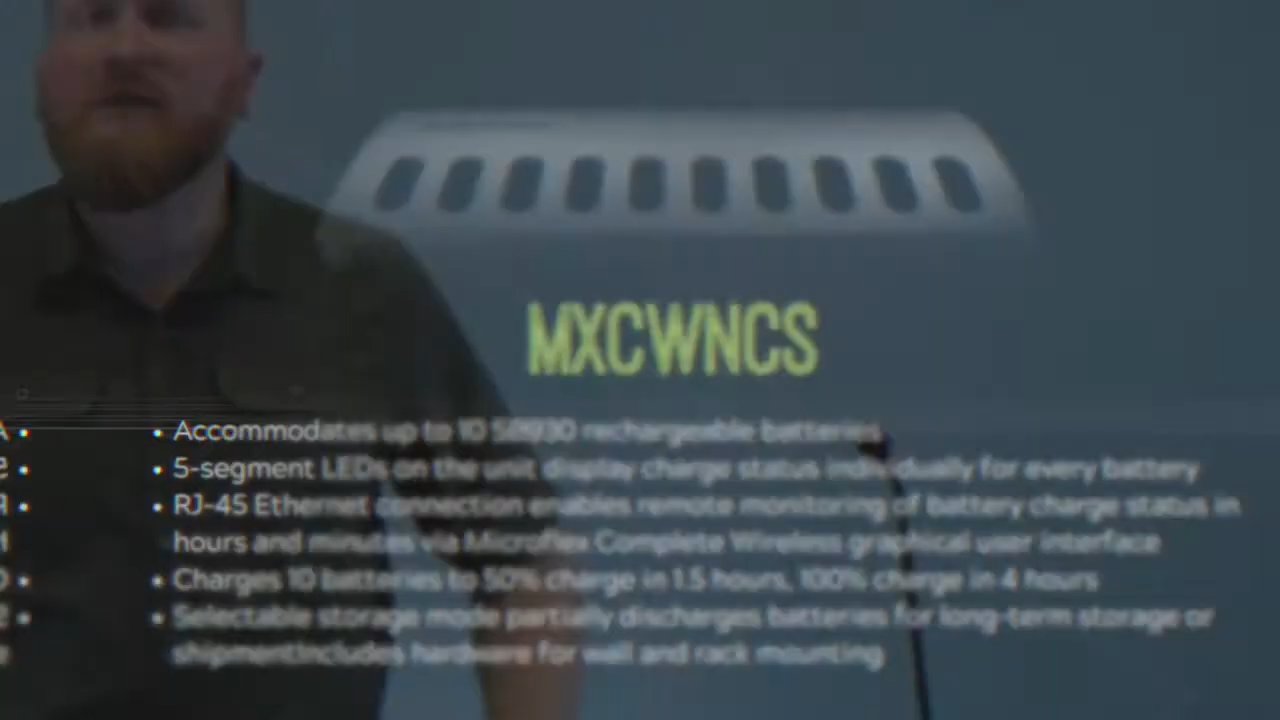 MXCWNCS
• Accommodates up to 10 SB930 rechargeable batteries
• 5-segment LEDs on the unit display charge status individually for every battery
• RJ-45 Ethernet connection enables remote monitoring of battery charge status in
hours and minutes via Microflex Complete Wireless graphical user interface
• Charges 10 batteries to 50% charge in 1.5 hours, 100% charge in 4 hours
• Selectable storage mode partially discharges batteries for long-term storage or
shipmentIncludes hardware for wall and rack mounting